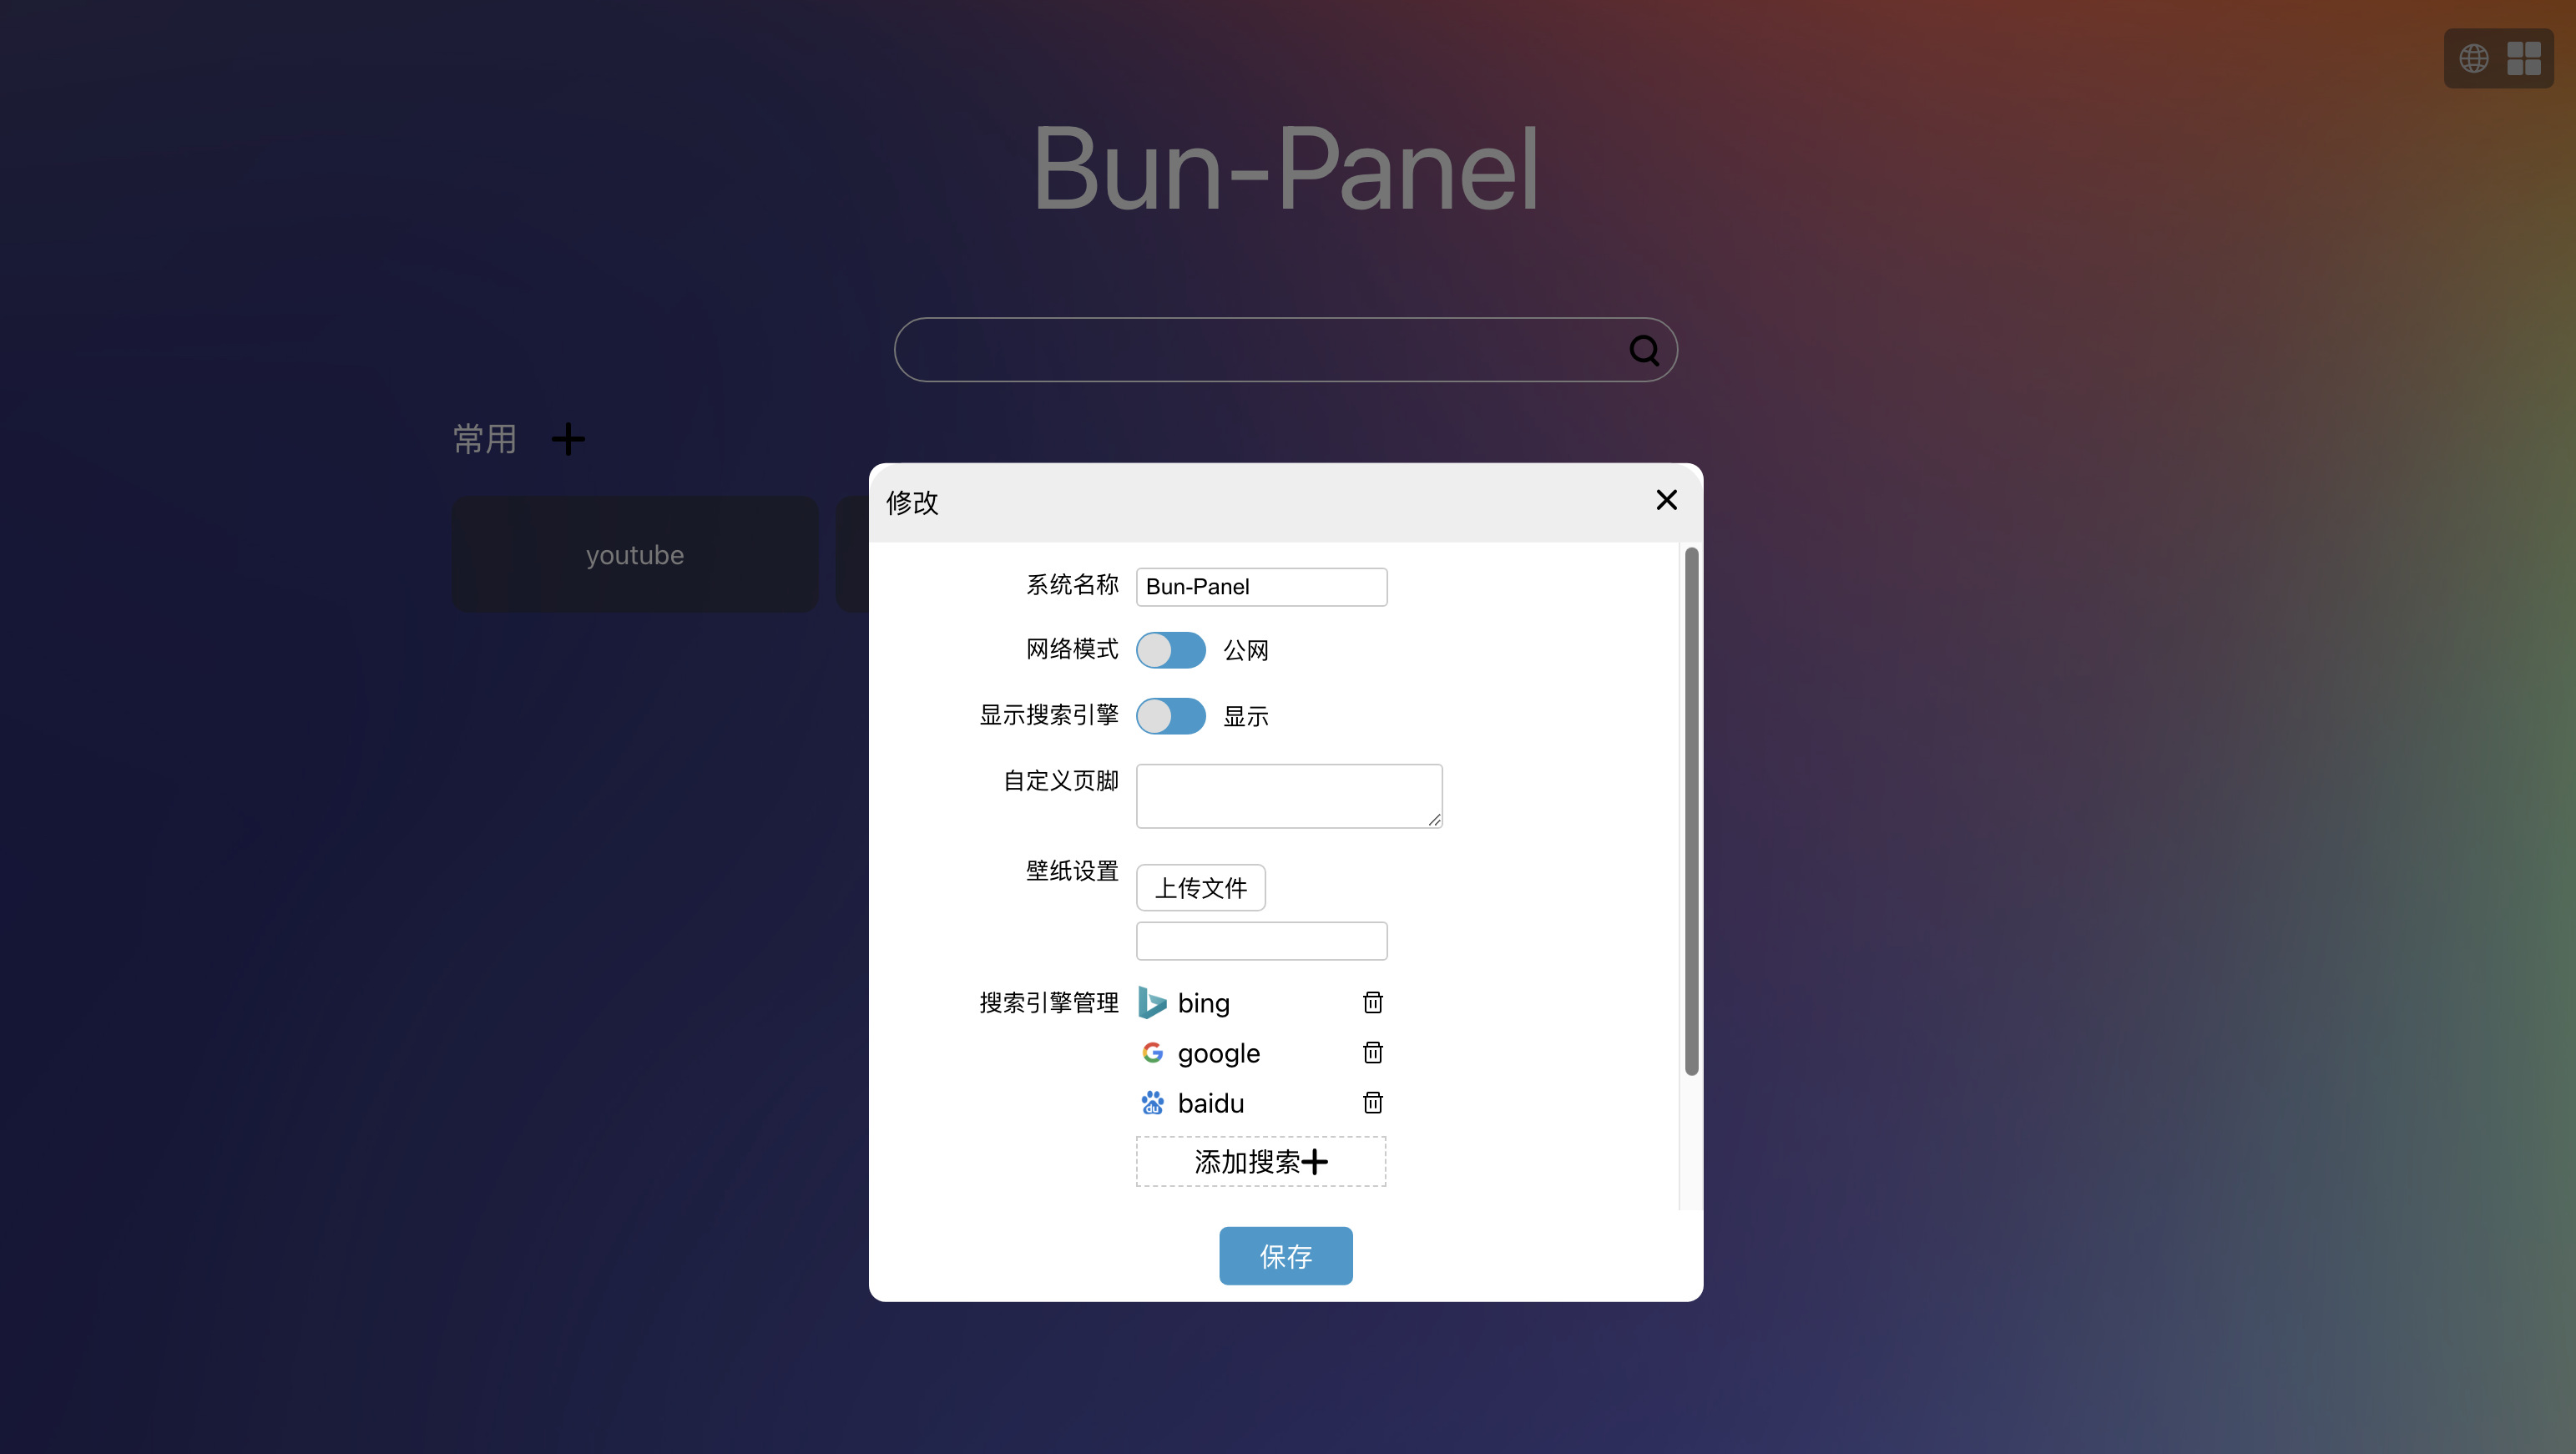 Bun-Panel
常用
youtube
修改
系统名称 Bun-Panel
网络模式 公网
显示搜索引擎 显示
自定义页脚
壁纸设置
上传文件
搜索引擎管理 bing
google
du baidu
添加搜索
保存